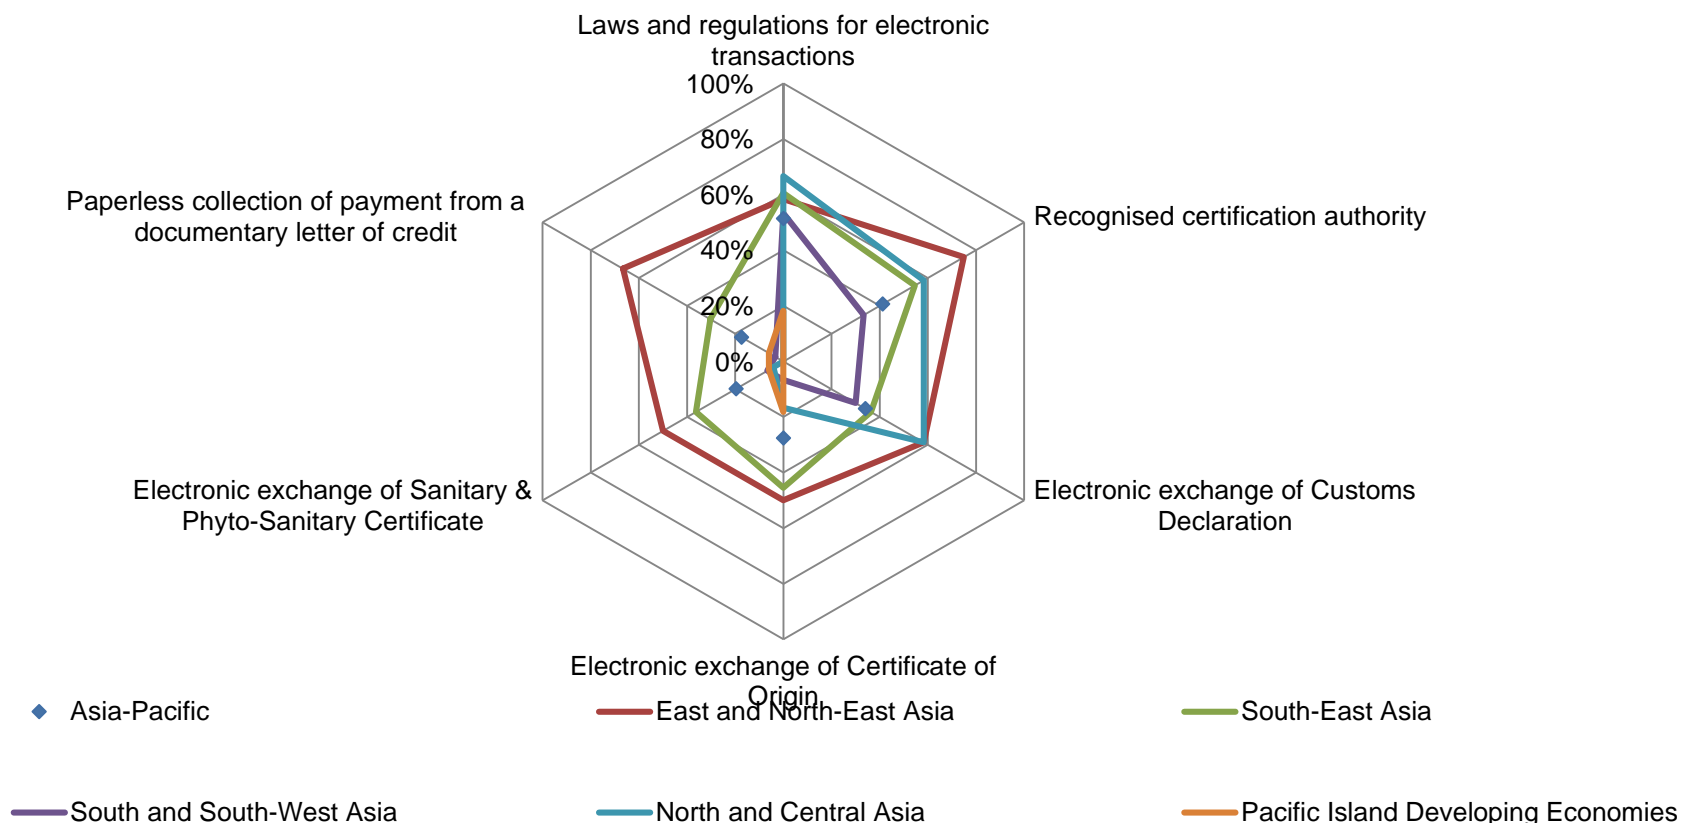 Laws and regulations for electronic
transactions
100%
80%
60%
40%
20%
0%
Paperless collection of payment from a
documentary letter of credit
Recognised certification authority
Electronic exchange of Sanitary &
Phyto-Sanitary Certificate
Electronic exchange of Customs
Declaration
Electronic exchange of Certificate of
Origin
Asia-Pacific
East and North-East Asia
South-East Asia
South and South-West Asia
North and Central Asia
Pacific Island Developing Economies